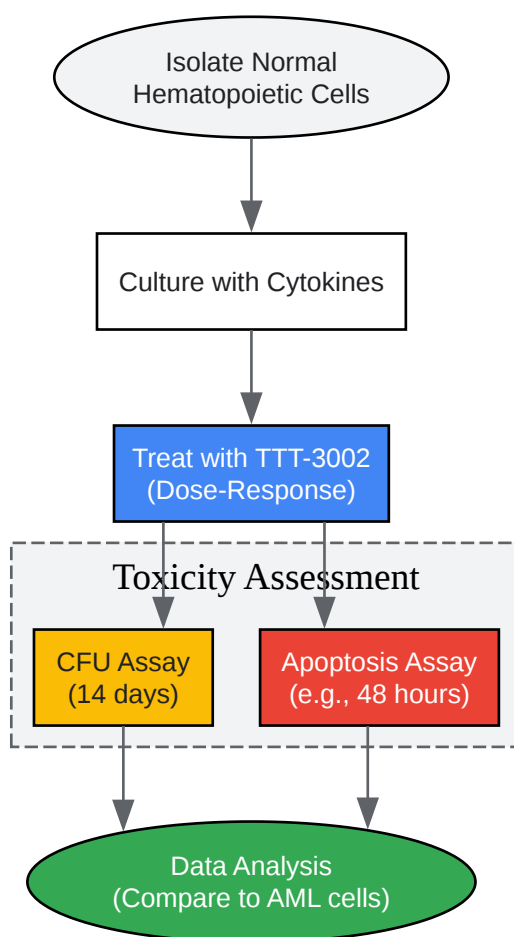 Isolate Normal
Hematopoietic Cells
Culture with Cytokines
Treat with TTT-3002
(Dose-Response)
Toxicity Assessment
CFU Assay
(14 days)
Apoptosis Assay
(e.g., 48 hours)
Data Analysis
(Compare to AML cells)